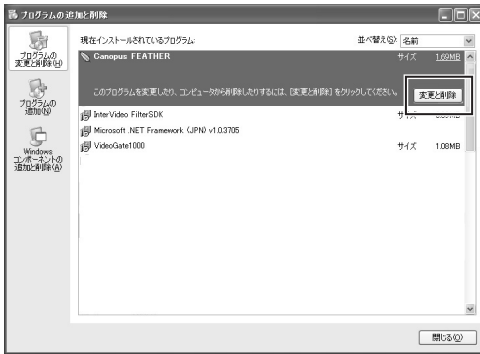 プログラムの追加と削除
プログラムの
変更と削除(H)
プログラムの
追加(N)
Windows
コンポーネントの
追加と削除(A)
現在インストールされているプログラム:
並べ替え(S): 名前
Canopus FEATHER
サイズ 1.69MB
このプログラムを変更したり、コンピュータから削除したりするには、[変更と削除] をクリックしてください。
変更と削除
InterVideo FilterSDK
サイズ
Microsoft .NET Framework (JPN) v1.0.3705
VideoGate1000
サイズ 1.08MB
閉じる(O)